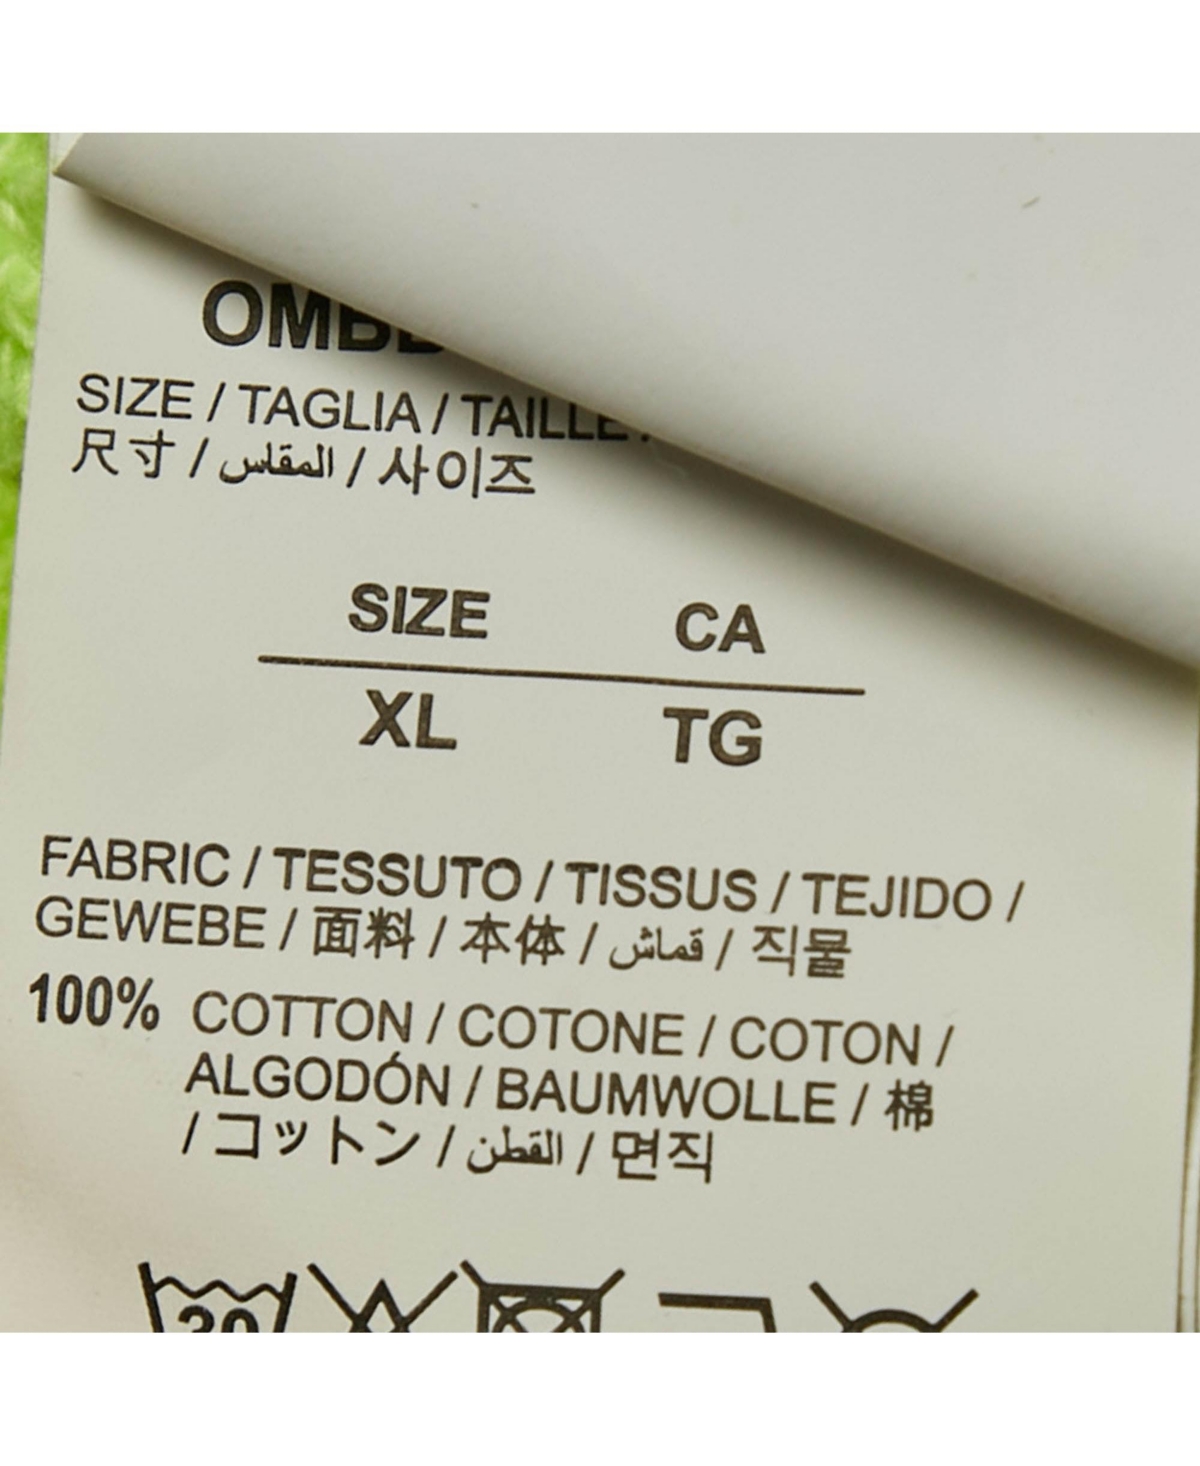 SIZE / TAGLIA / TAILLE
尺寸 / المقاس / 사이즈
SIZE CA
XL TG
FABRIC / TESSUTO / TISSUS / TEJIDO /
GEWEBE / 面料 / 本体 / قماش / 직물
100% COTTON / COTONE / COTON /
ALGODÓN / BAUMWOLLE / 棉
/ コットン / القطن / 면직
30